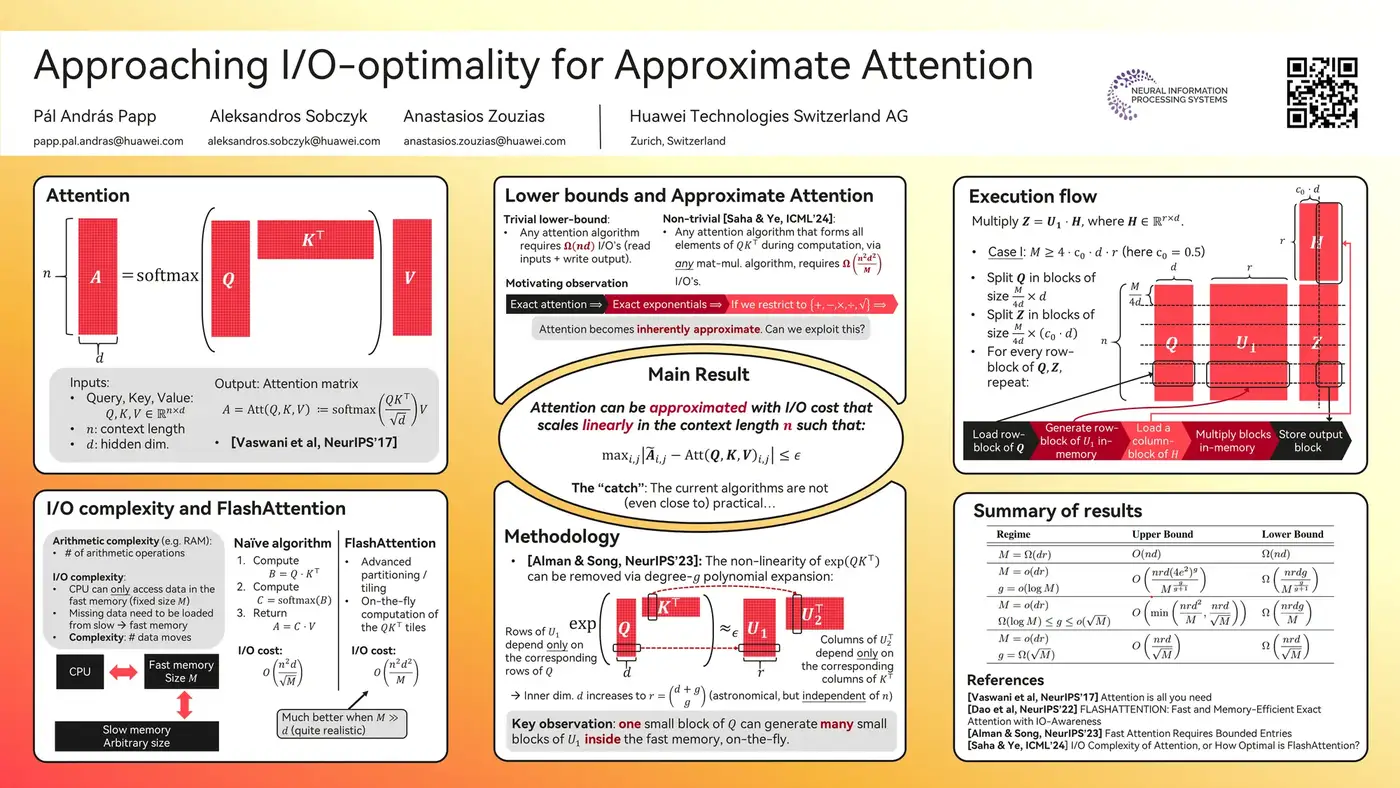 Approaching I/O-optimality for Approximate Attention
Pál András Papp
Aleksandros Sobczyk
Anastasios Zouzias
Huawei Technologies Switzerland AG
papp.pal.andras@huawei.com
aleksandros.sobczyk@huawei.com
anastasios.zouzias@huawei.com
Zurich, Switzerland
NEURAL INFORMATION
PROCESSING SYSTEMS
Attention
n A = softmax ( Q K⊤ ) V
d
Inputs:
• Query, Key, Value:
Q, K, V ∈ ℝ^{n×d}
• n: context length
• d: hidden dim.
Output: Attention matrix
A = Att(Q, K, V) ≔ softmax(QK⊤/√d) V
• [Vaswani et al, NeurIPS'17]
I/O complexity and FlashAttention
Arithmetic complexity (e.g. RAM):
• # of arithmetic operations
I/O complexity:
• CPU can only access data in the
fast memory (fixed size M)
• Missing data need to be loaded
from slow → fast memory
• Complexity: # data moves
CPU
Fast memory
Size M
Slow memory
Arbitrary size
Naïve algorithm
1. Compute
B = Q · K⊤
2. Compute
C = softmax(B)
3. Return
A = C · V
I/O cost:
O(n²d/√M)
FlashAttention
• Advanced
partitioning /
tiling
• On-the-fly
computation of
the QK⊤ tiles
I/O cost:
O(n²d²/M)
Much better when M ≫
d (quite realistic)
Lower bounds and Approximate Attention
Trivial lower-bound:
• Any attention algorithm
requires Ω(nd) I/O's (read
inputs + write output).
Non-trivial [Saha & Ye, ICML'24]:
• Any attention algorithm that forms all
elements of QK⊤ during computation, via
any mat-mul. algorithm, requires Ω(n²d²/M)
I/O's.
Motivating observation
Exact attention ⟹ Exact exponentials ⟹ If we restrict to {+, −,×,÷,√} ⟹
Attention becomes inherently approximate. Can we exploit this?
Main Result
Attention can be approximated with I/O cost that
scales linearly in the context length n such that:
max_{i,j}|Ã_{i,j} − Att(Q, K, V)_{i,j}| ≤ ϵ
The “catch”: The current algorithms are not
(even close to) practical…
Methodology
• [Alman & Song, NeurIPS'23]: The non-linearity of exp(QK⊤)
can be removed via degree-g polynomial expansion:
Rows of U₁
depend only on
the corresponding
rows of Q
exp ( Q K⊤ ) ≈_ϵ U₁ U₂⊤
d r
Columns of U₂⊤
depend only on
the corresponding
columns of K⊤
→ Inner dim. d increases to r = (d + g
g) (astronomical, but independent of n)
Key observation: one small block of Q can generate many small
blocks of U₁ inside the fast memory, on-the-fly.
Execution flow
Multiply Z = U₁ · H, where H ∈ ℝ^{r×d}.
• Case I: M ≥ 4 · c₀ · d · r (here c₀ = 0.5)
• Split Q in blocks of
size M/4d × d
• Split Z in blocks of
size M/4d × (c₀ · d)
• For every row-
block of Q, Z,
repeat:
c₀ · d
r H
d r
M/4d
n Q U₁ Z
Load row-
block of Q
Generate row-
block of U₁ in-
memory
Load a
column-
block of H
Multiply blocks
in-memory
Store output
block
Summary of results
Regime Upper Bound Lower Bound
M = Ω(dr) O(nd) Ω(nd)
M = o(dr)
g = o(log M) O(nrd(4e²)^g / M^{g/(g+1)}) Ω(nrdg / M^{g/(g+1)})
M = o(dr)
Ω(log M) ≤ g ≤ o(√M) O(min(nrd²/M, nrd/√M)) Ω(nrdg/M)
M = o(dr)
g = Ω(√M) O(nrd/√M) Ω(nrd/√M)
References
[Vaswani et al, NeurIPS'17] Attention is all you need
[Dao et al, NeurIPS'22] FLASHATTENTION: Fast and Memory-Efficient Exact
Attention with IO-Awareness
[Alman & Song, NeurIPS'23] Fast Attention Requires Bounded Entries
[Saha & Ye, ICML'24] I/O Complexity of Attention, or How Optimal is FlashAttention?